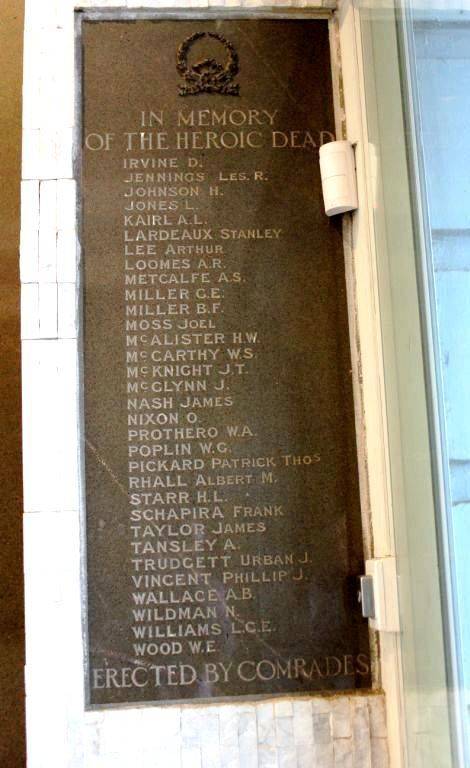 IN MEMORY
OF THE HEROIC DEAD
IRVINE D.
JENNINGS LES. R.
JOHNSON H.
JONES L.
KAIRL A.L.
LARDEAUX STANLEY
LEE ARTHUR
LOOMES A.R.
METCALFE A.S.
MILLER G.E.
MILLER B.F.
MOSS JOEL
McALISTER H.W.
McCARTHY W.S.
McKNIGHT J.T.
McGLYNN J.
NASH JAMES
NIXON O.
PROTHERO W.A.
POPLIN W.G.
PICKARD PATRICK THOS
RHALL ALBERT M.
STARR H.L.
SCHAPIRA FRANK
TAYLOR JAMES
TANSLEY A.
TRUDGETT URBAN J.
VINCENT PHILLIP J.
WALLACE A.B.
WILDMAN N.
WILLIAMS L.G.E.
WOOD W.E.
ERECTED BY COMRADES